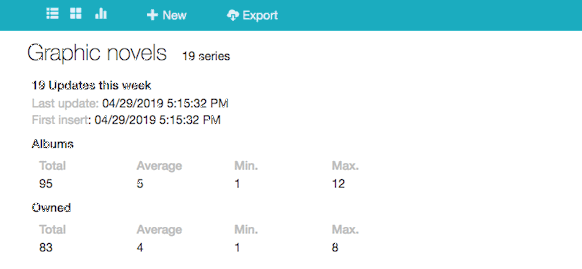 New Export
Graphic novels 19 series
19 Updates this week
Last update: 04/29/2019 5:15:32 PM
First insert: 04/29/2019 5:15:32 PM
Albums
Total Average Min. Max.
95 5 1 12
Owned
Total Average Min. Max.
83 4 1 8